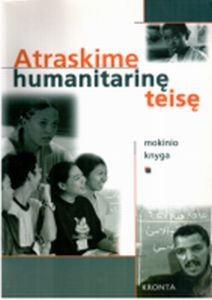 Atraskime
humanitarinę
teisę
mokinio
knyga
KRONTA